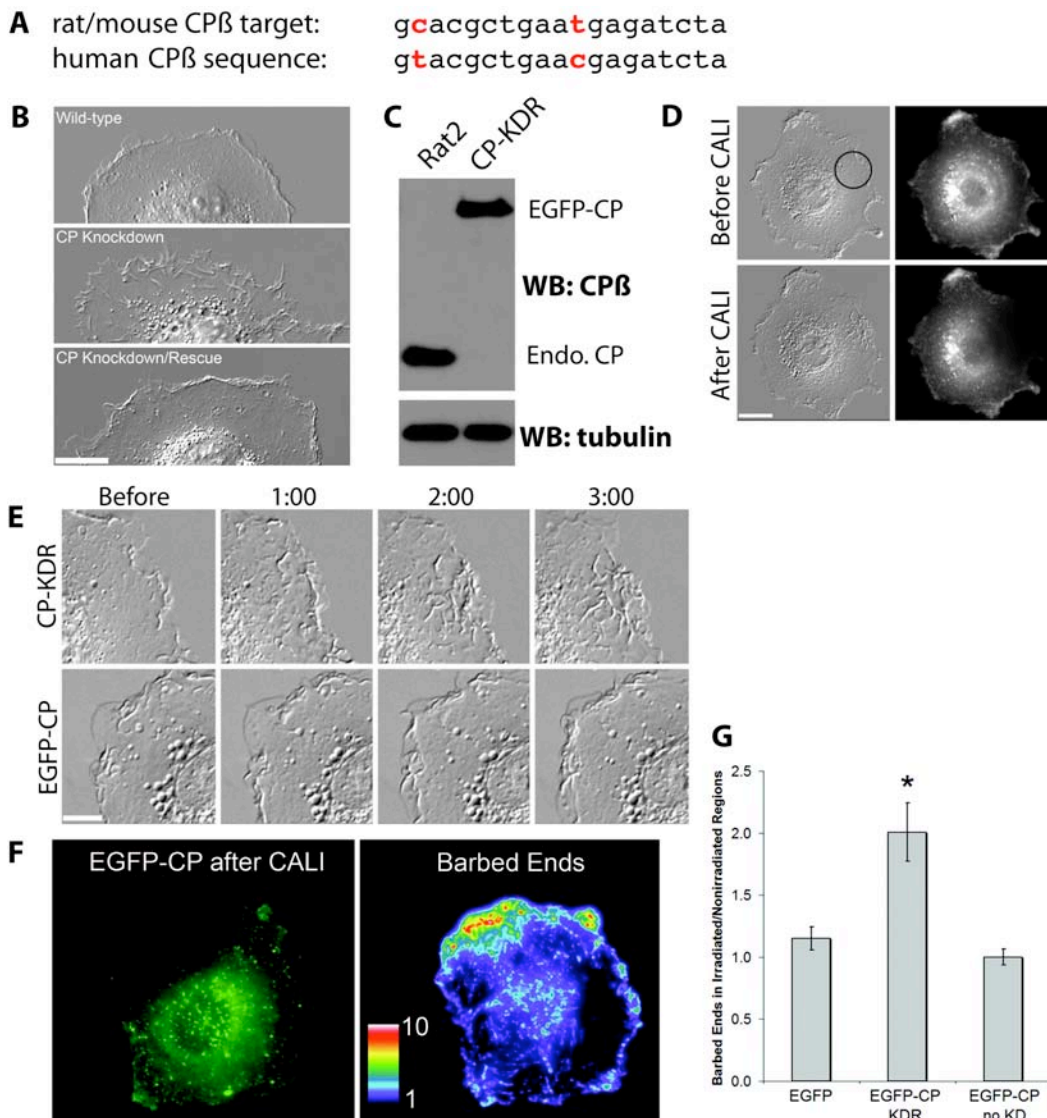 A rat/mouse CPß target: gcacgctgaatgagatcta
human CPß sequence: gtacgctgaacgagatcta
B
Wild-type
CP Knockdown
CP Knockdown/Rescue
C
Rat2 CP-KDR
EGFP-CP
WB: CPß
Endo. CP
WB: tubulin
D
Before CALI
After CALI
E
Before 1:00 2:00 3:00
CP-KDR
EGFP-CP
F
EGFP-CP after CALI
Barbed Ends
10
1
G
Barbed Ends in Irradiated/Nonirradiated Regions
2.5
2.0
1.5
1.0
0.5
0.0
*
EGFP
EGFP-CP
KDR
EGFP-CP
no KD